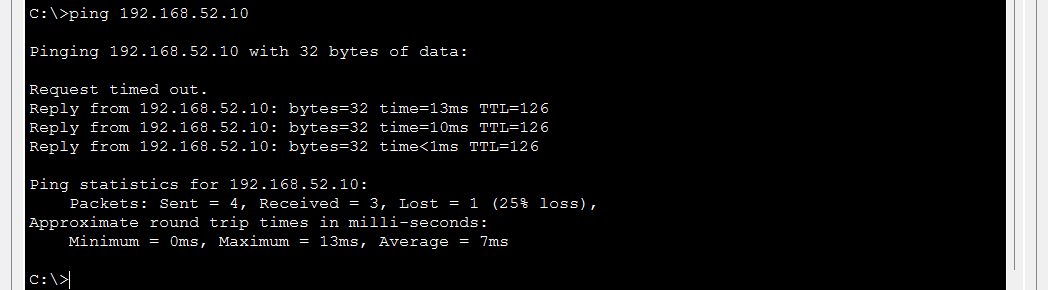 C:\>ping 192.168.52.10
Pinging 192.168.52.10 with 32 bytes of data:
Request timed out.
Reply from 192.168.52.10: bytes=32 time=13ms TTL=126
Reply from 192.168.52.10: bytes=32 time=10ms TTL=126
Reply from 192.168.52.10: bytes=32 time<1ms TTL=126
Ping statistics for 192.168.52.10:
    Packets: Sent = 4, Received = 3, Lost = 1 (25% loss),
Approximate round trip times in milli-seconds:
    Minimum = 0ms, Maximum = 13ms, Average = 7ms
C:\>